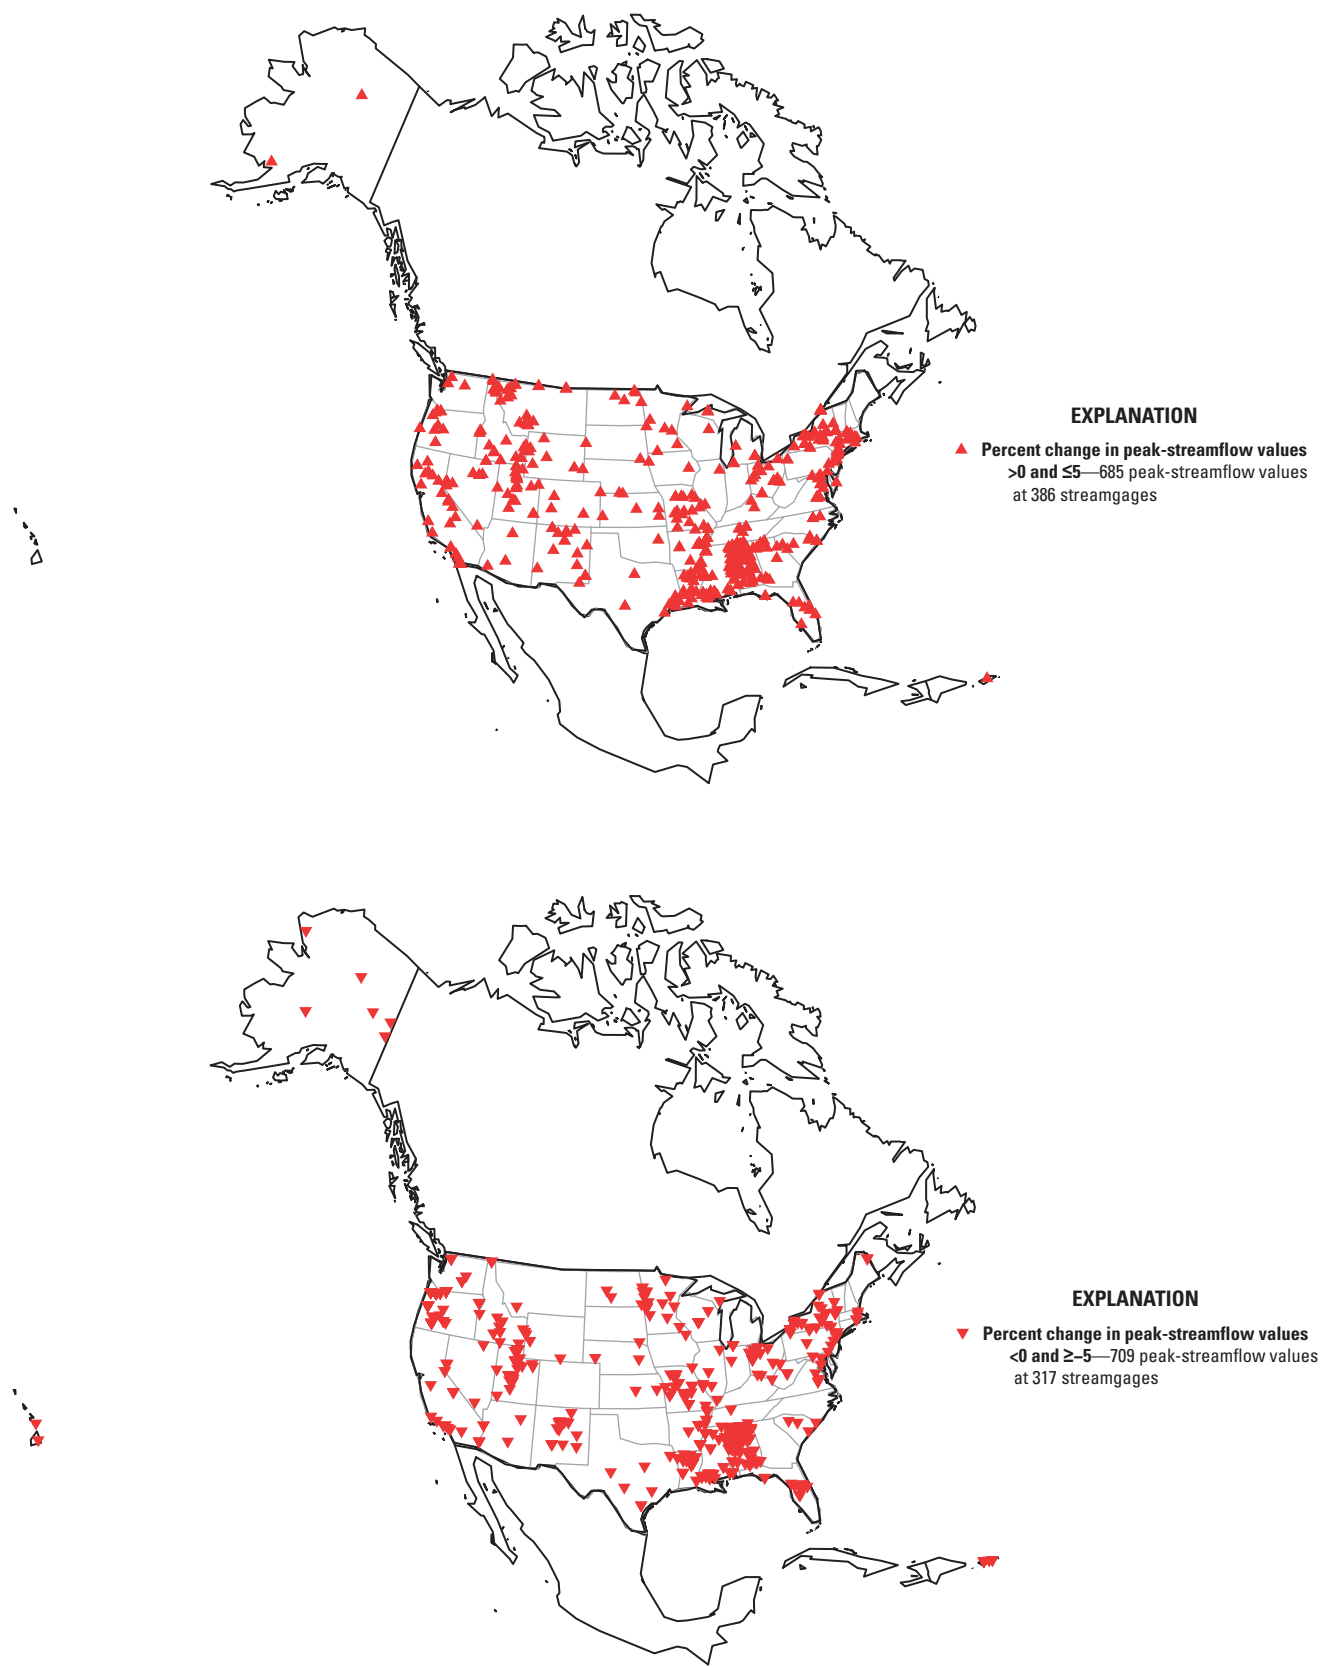 EXPLANATION
Percent change in peak-streamflow values
>0 and ≤5—685 peak-streamflow values
at 386 streamgages
EXPLANATION
Percent change in peak-streamflow values
<0 and ≥–5—709 peak-streamflow values
at 317 streamgages